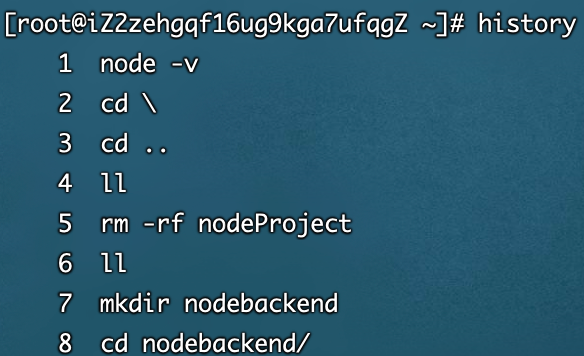 [root@iZ2zehgqf16ug9kga7ufqgZ ~]# history
1 node -v
2 cd \
3 cd ..
4 ll
5 rm -rf nodeProject
6 ll
7 mkdir nodebackend
8 cd nodebackend/